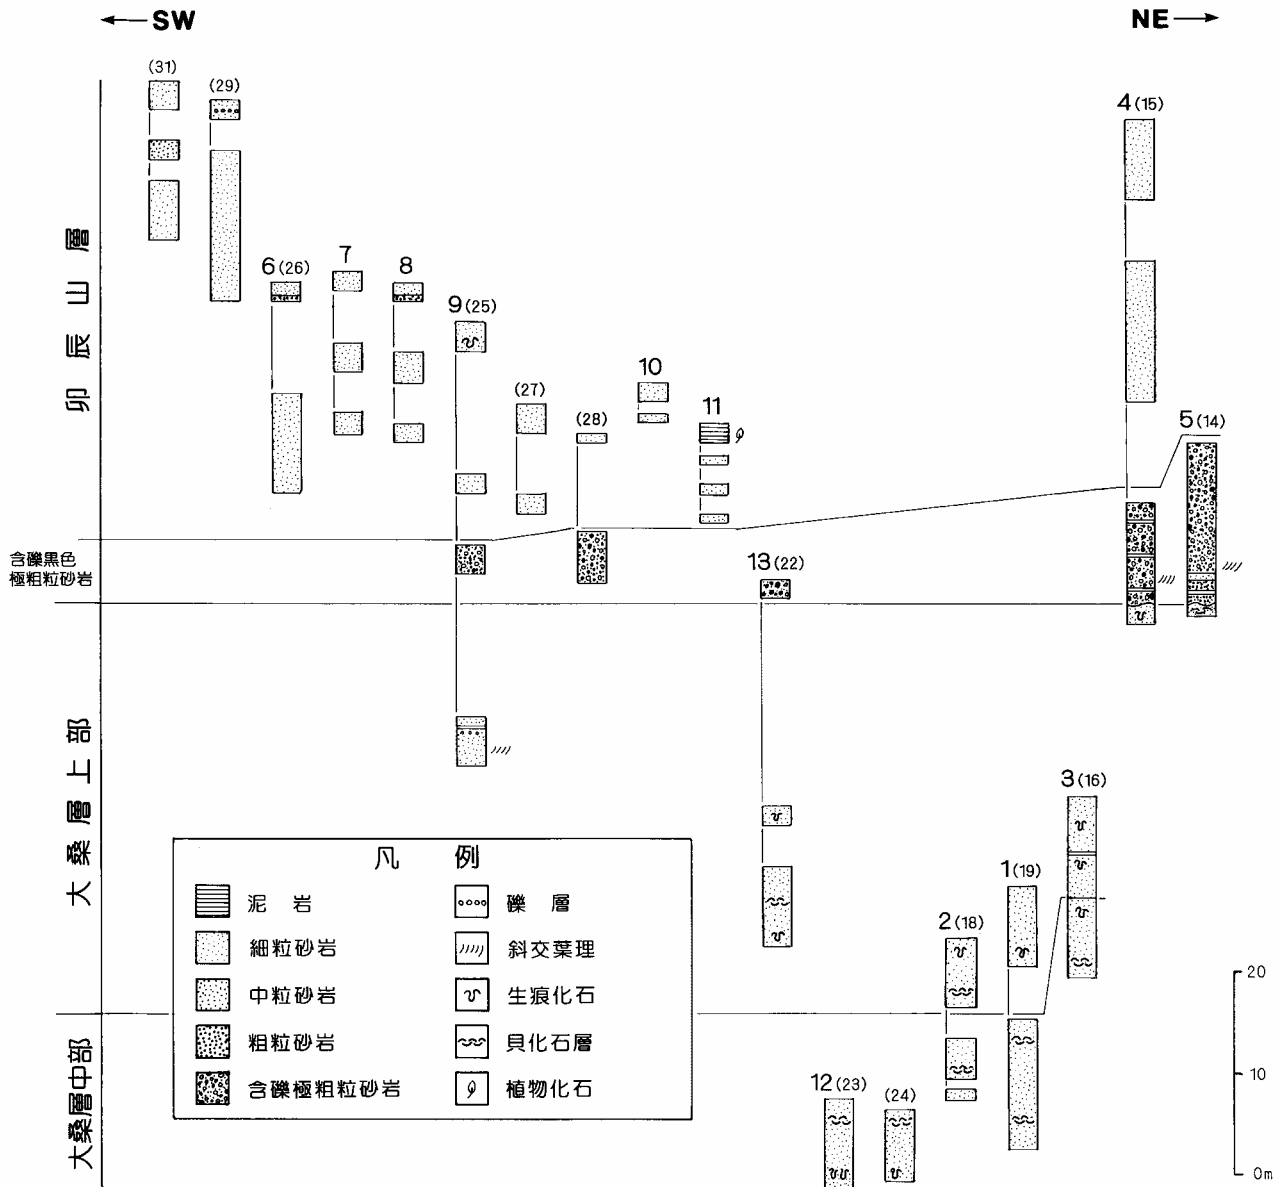 SW
NE
(31)
(29)
4(15)
6(26)
7
8
9(25)
10
(27)
(28)
11
5(14)
卯辰山層
含礫黒色
極粗粒砂岩
13(22)
大桑層上部
3(16)
1(19)
2(18)
凡例
泥岩
礫層
細粒砂岩
斜交葉理
中粒砂岩
生痕化石
粗粒砂岩
貝化石層
含礫極粗粒砂岩
植物化石
大桑層中部
12(23)
(24)
20
10
0m